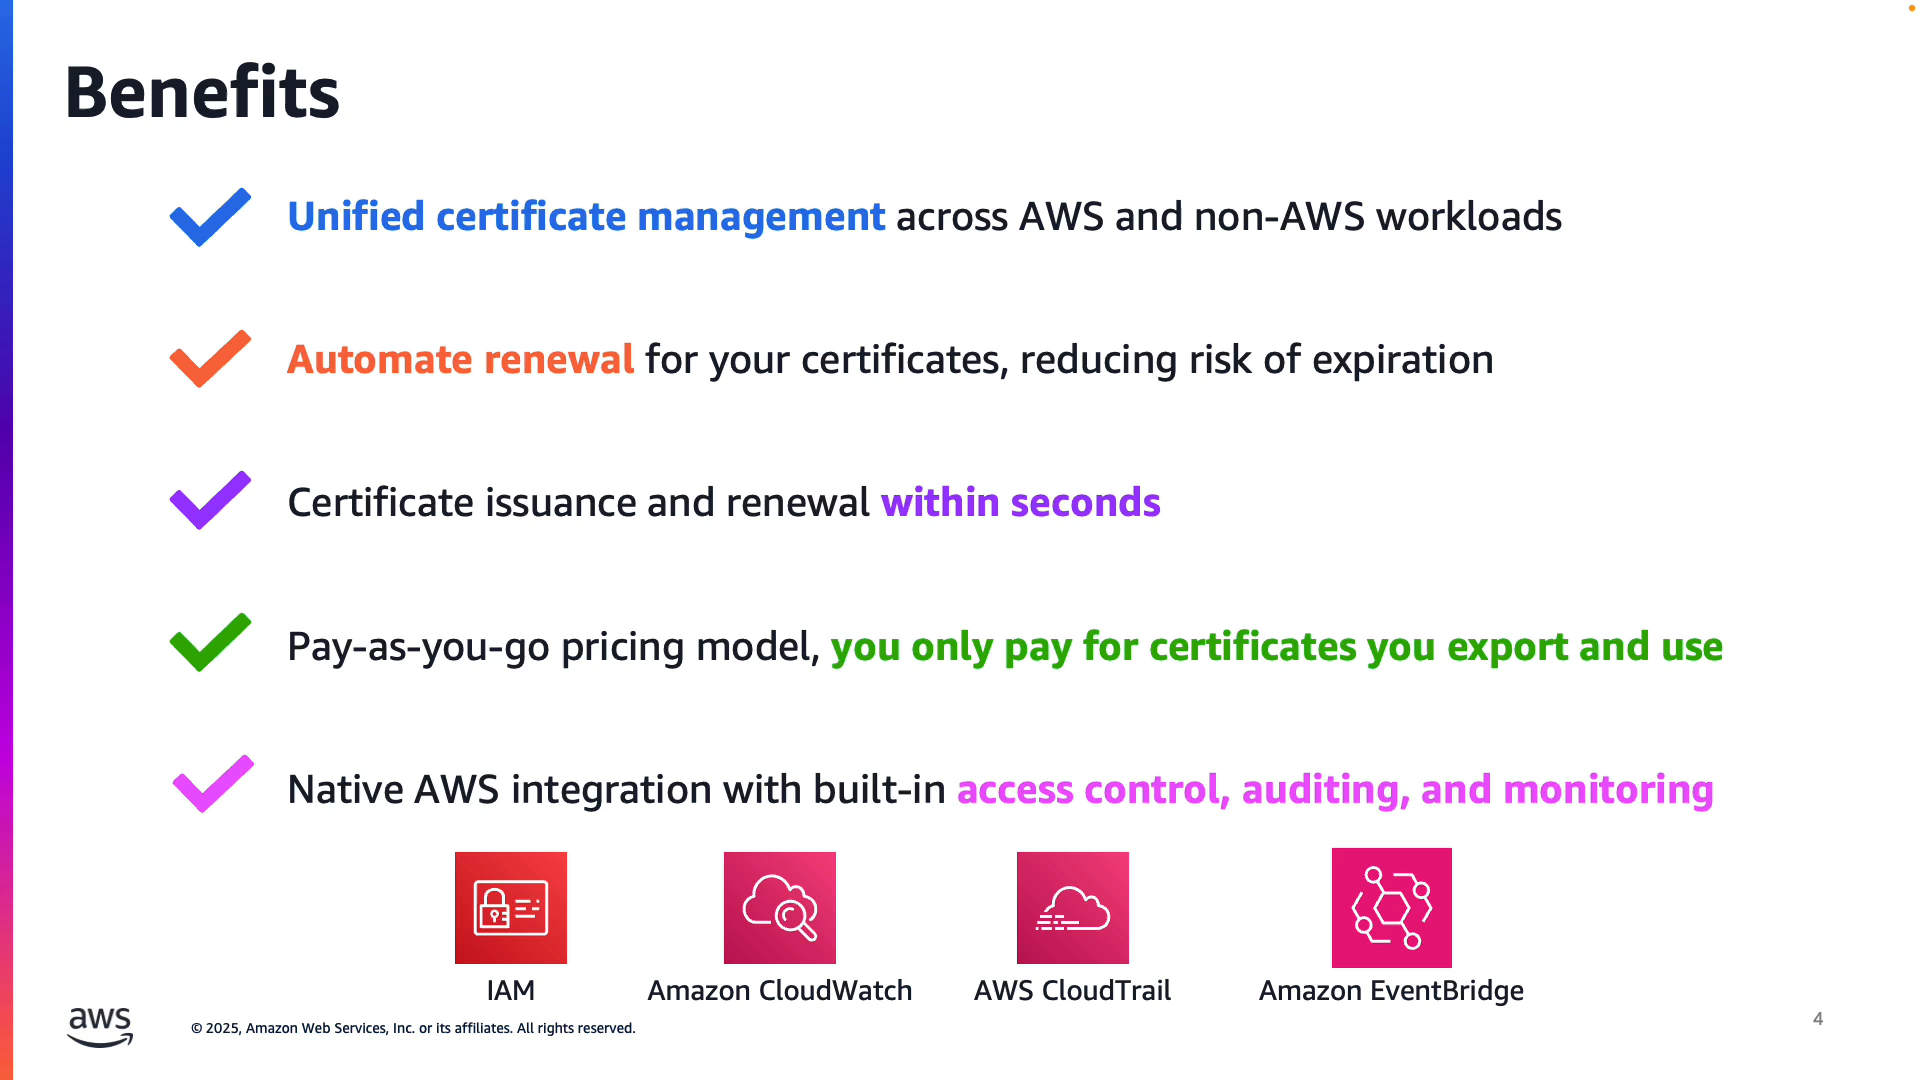 Benefits
Unified certificate management across AWS and non-AWS workloads
Automate renewal for your certificates, reducing risk of expiration
Certificate issuance and renewal within seconds
Pay-as-you-go pricing model, you only pay for certificates you export and use
Native AWS integration with built-in access control, auditing, and monitoring
IAM
Amazon CloudWatch
AWS CloudTrail
Amazon EventBridge
aws
© 2025, Amazon Web Services, Inc. or its affiliates. All rights reserved.
4